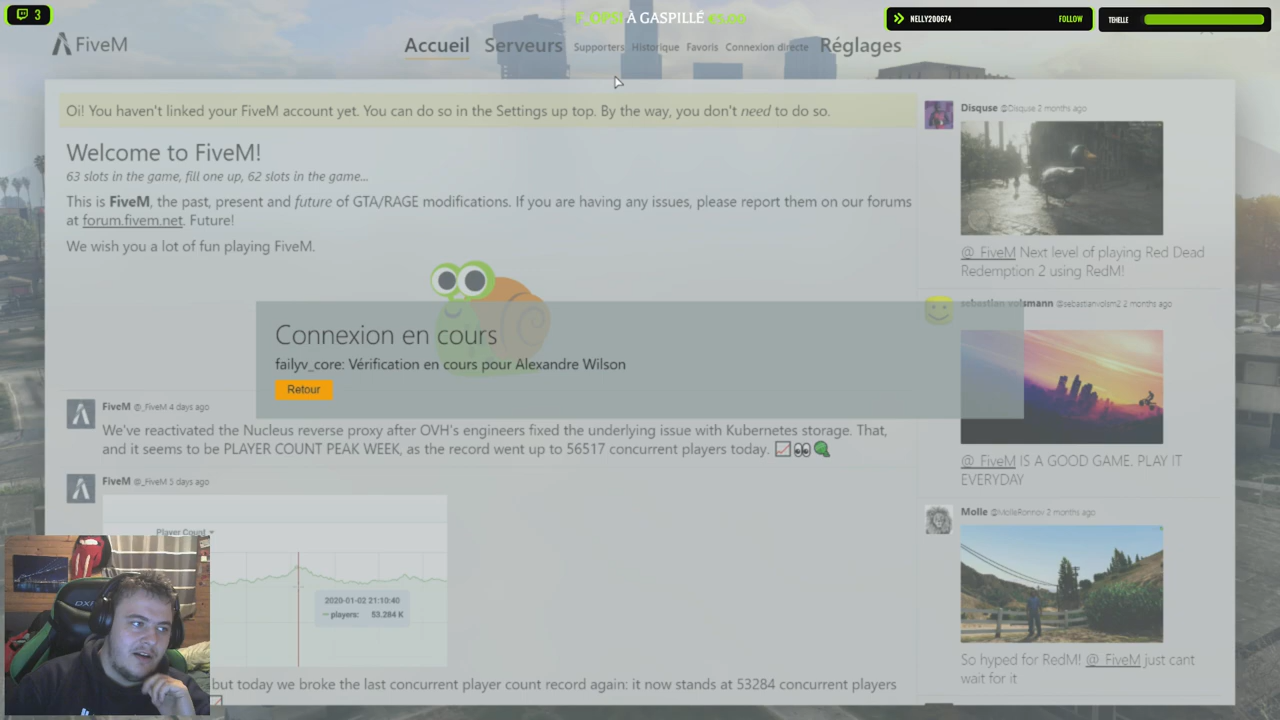 3
F_OPSI À GASPILLÉ €5.00
NELLY200674 FOLLOW
TEHELLE
FiveM
Accueil Serveurs Supporters Historique Favoris Connexion directe Réglages
Oi! You haven't linked your FiveM account yet. You can do so in the Settings up top. By the way, you don't need to do so.
Welcome to FiveM!
63 slots in the game, fill one up, 62 slots in the game...
This is FiveM, the past, present and future of GTA/RAGE modifications. If you are having any issues, please report them on our forums
at forum.fivem.net. Future!
We wish you a lot of fun playing FiveM.
Connexion en cours
failyv_core: Vérification en cours pour Alexandre Wilson
Retour
FiveM @_FiveM 4 days ago
We've reactivated the Nucleus reverse proxy after OVH's engineers fixed the underlying issue with Kubernetes storage. That,
and it seems to be PLAYER COUNT PEAK WEEK, as the record went up to 56517 concurrent players today.
FiveM @_FiveM 5 days ago
Player Count
2020-01-02 21:10:40
players: 53.284 K
but today we broke the last concurrent player count record again: it now stands at 53284 concurrent players
DX
Disquse @Disquse 2 months ago
@_FiveM Next level of playing Red Dead
Redemption 2 using RedM!
sebastian volsmann @sebastianvolsm2 2 months ago
@_FiveM IS A GOOD GAME. PLAY IT
EVERYDAY
Molle @MolleRonnov 2 months ago
So hyped for RedM! @_FiveM just cant
wait for it